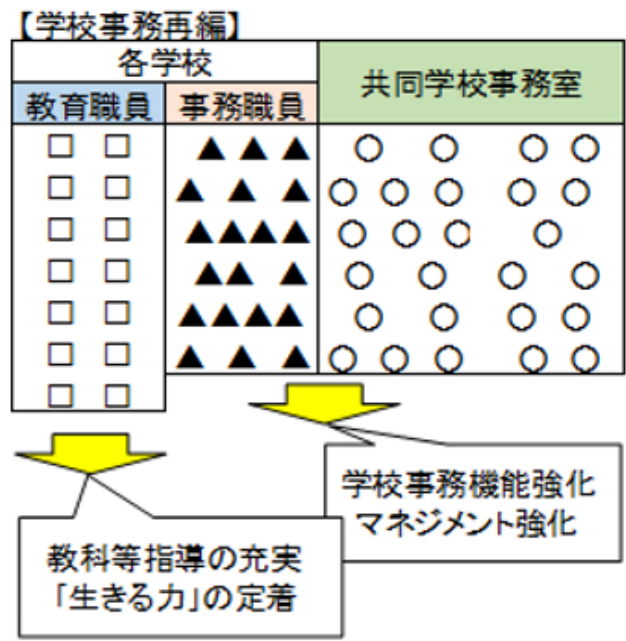 【学校事務再編】
各学校
共同学校事務室
教育職員
事務職員
学校事務機能強化
マネジメント強化
教科等指導の充実
「生きる力」の定着